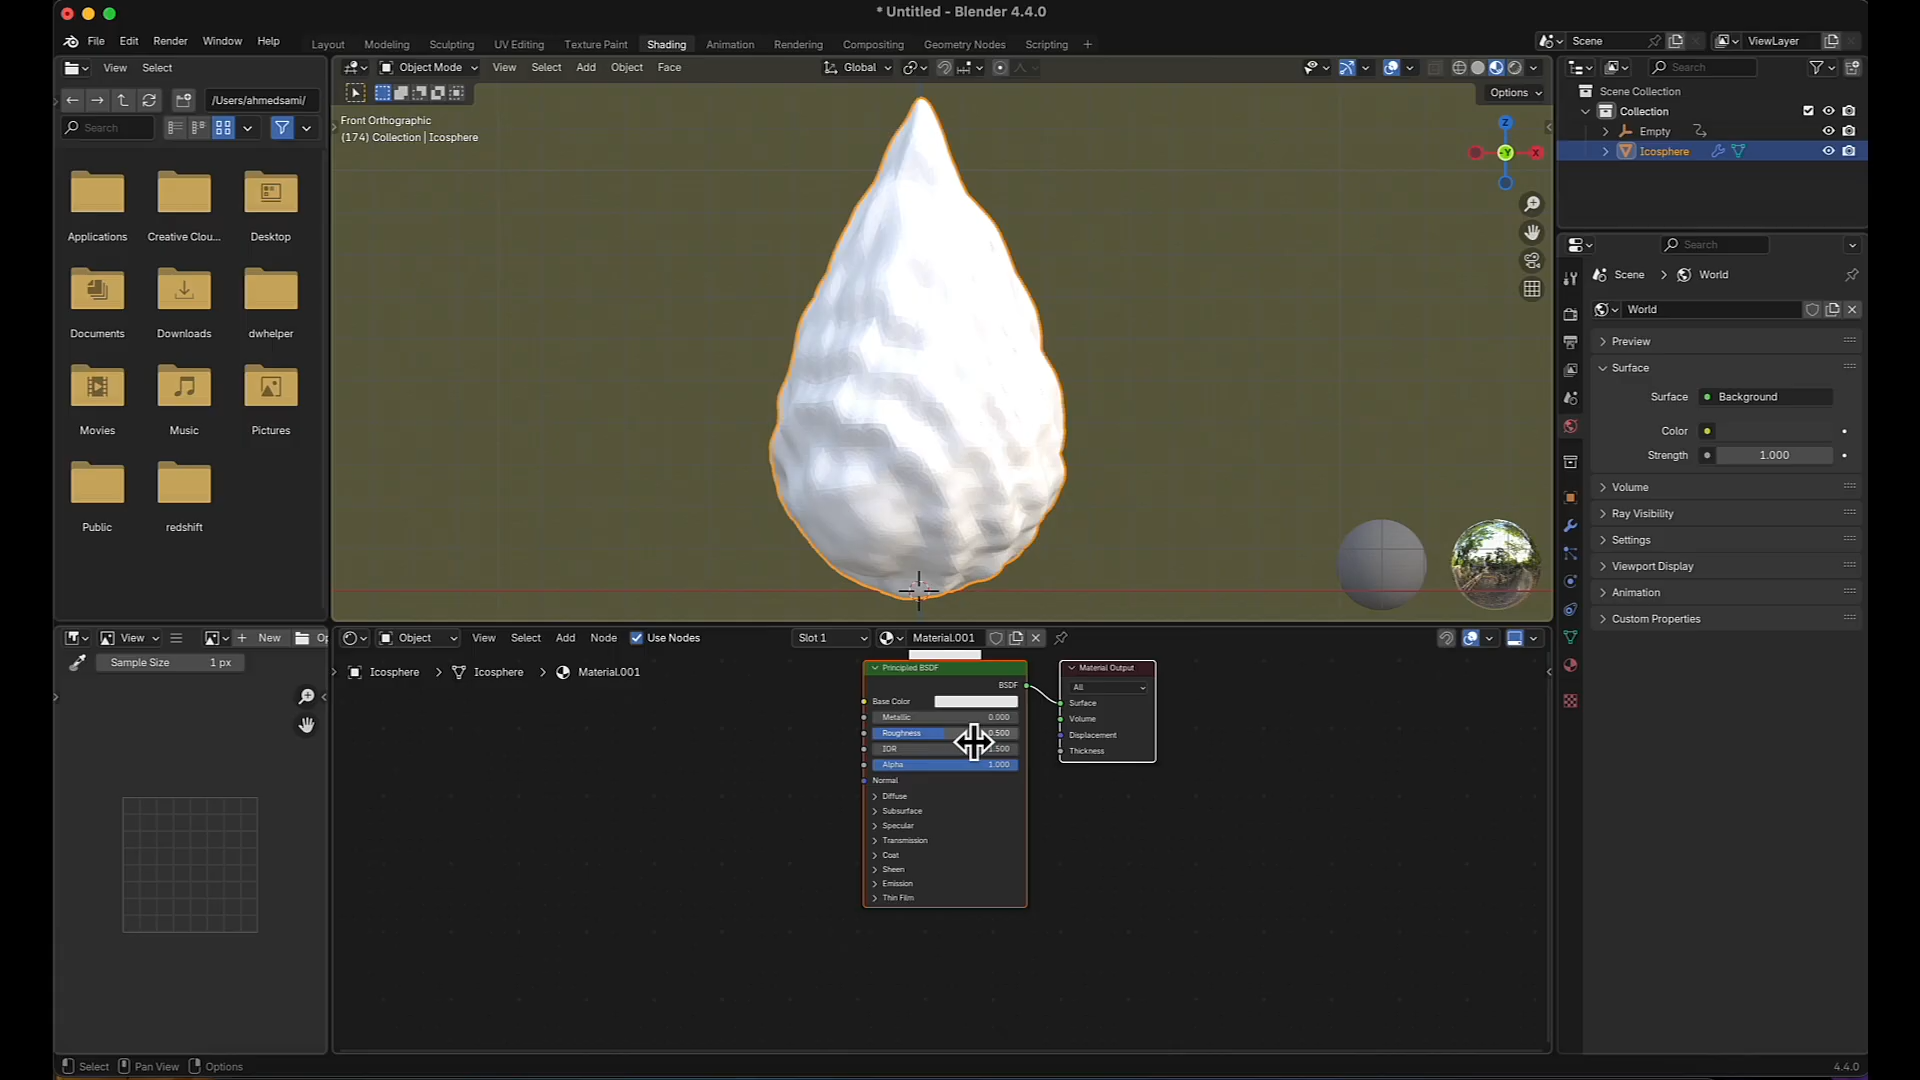 * Untitled - Blender 4.4.0
File Edit Render Window Help
Layout Modeling Sculpting UV Editing Texture Paint Shading Animation Rendering Compositing Geometry Nodes Scripting +
Scene
ViewLayer
View Select
Object Mode View Select Add Object Face
Global
Search
/Users/ahmedsami/
Options
Scene Collection
Search
Collection
Front Orthographic
(174) Collection | Icosphere
Empty
Icosphere
Z
-Y
X
Applications Creative Clou... Desktop
Search
Scene > World
World
Documents Downloads dwhelper
Preview
Surface
Surface Background
Color
Strength 1.000
Movies Music Pictures
Volume
Ray Visibility
Public redshift
Settings
Viewport Display
Animation
Custom Properties
View + New Op
Object View Select Add Node Use Nodes Slot 1 Material.001
Sample Size 1 px
Icosphere > Icosphere > Material.001
Principled BSDF
BSDF
Base Color
Metallic 0.000
Roughness 0.500
IOR 1.500
Alpha 1.000
Normal
Diffuse
Subsurface
Specular
Transmission
Coat
Sheen
Emission
Thin Film
Material Output
All
Surface
Volume
Displacement
Thickness
Select Pan View Options
4.4.0